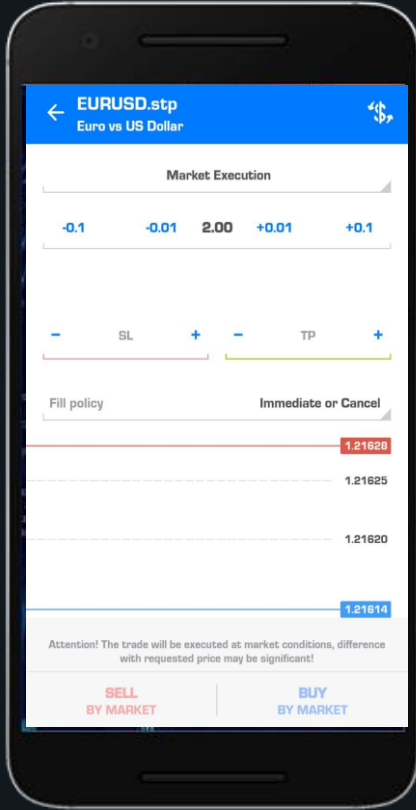 EURUSD.stp
Euro vs US Dollar
Market Execution
-0.1 -0.01 2.00 +0.01 +0.1
- SL + - TP +
Fill policy Immediate or Cancel
1.21628
1.21625
1.21620
1.21614
Attention! The trade will be executed at market conditions, difference
with requested price may be significant!
SELL BUY
BY MARKET BY MARKET